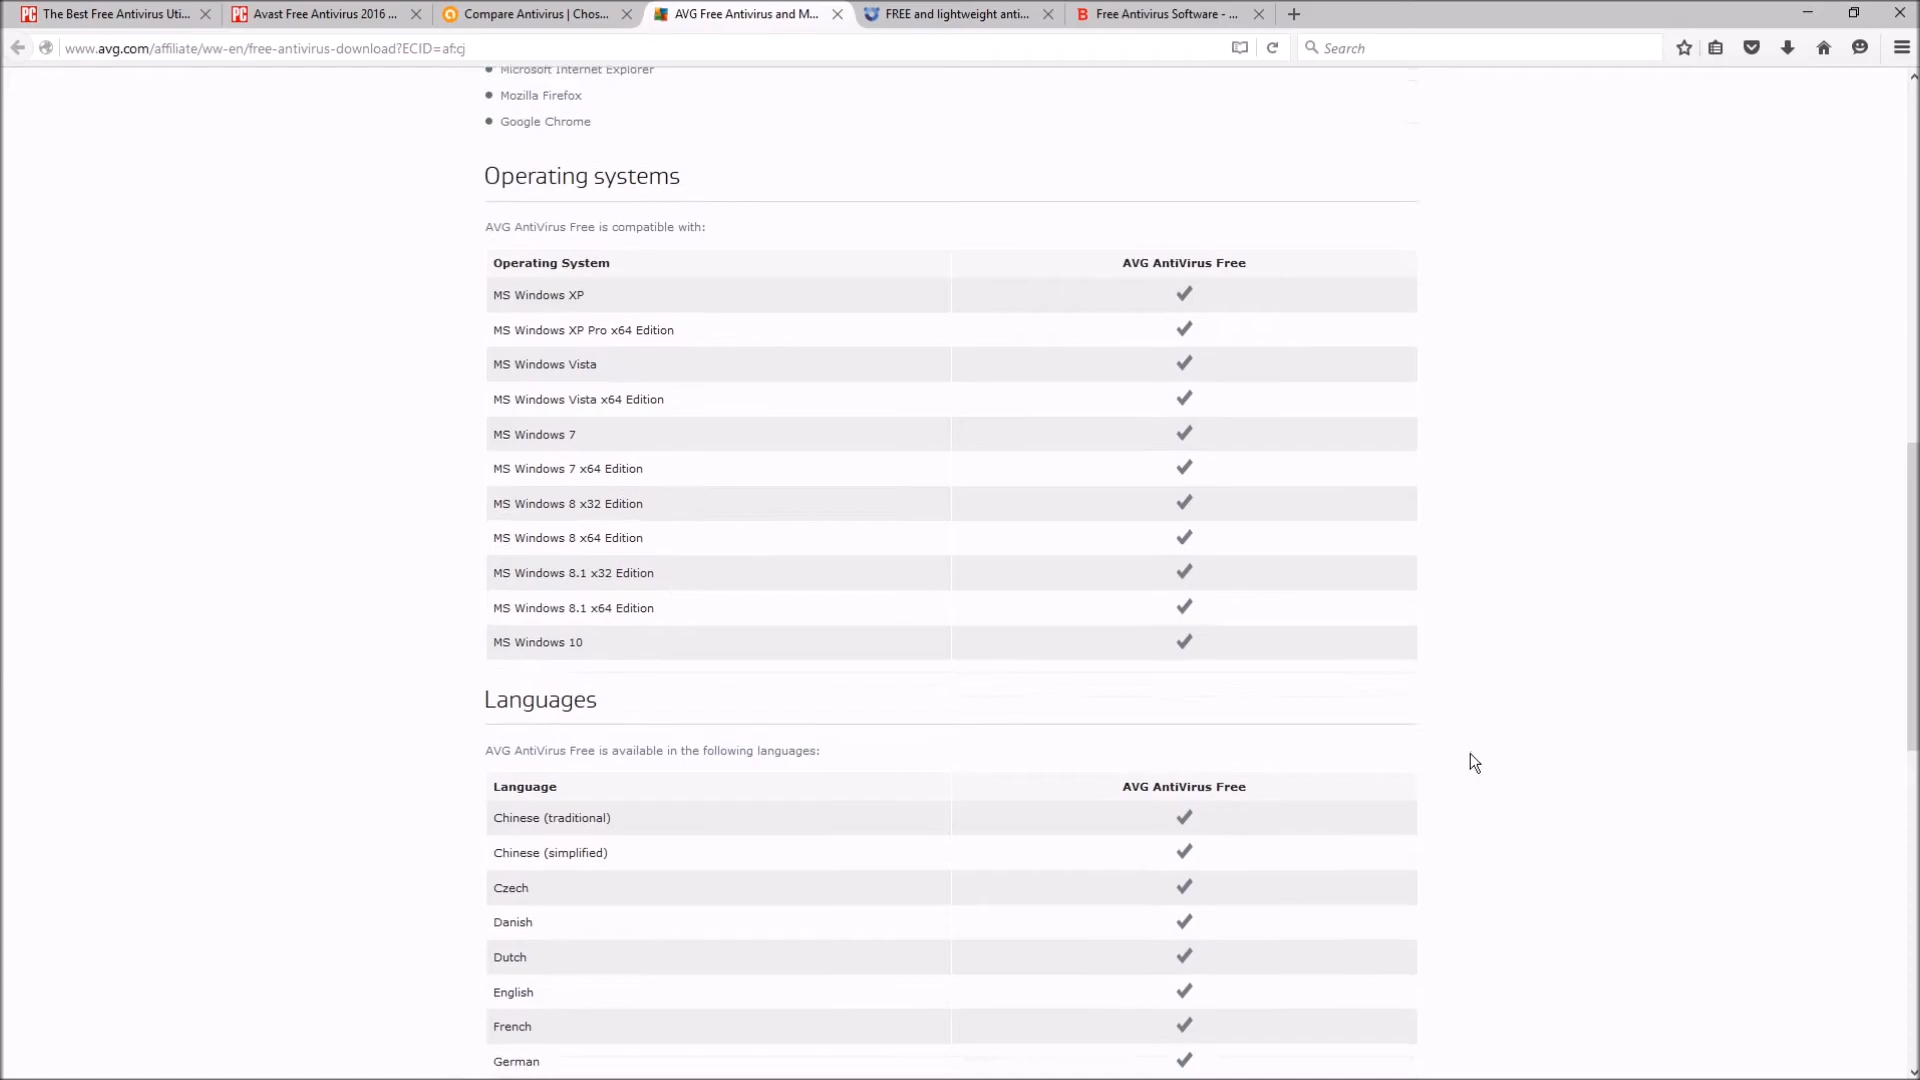 The Best Free Antivirus Uti...
Avast Free Antivirus 2016 ...
Compare Antivirus | Chos...
AVG Free Antivirus and M...
FREE and lightweight anti...
Free Antivirus Software - ...
www.avg.com/affiliate/ww-en/free-antivirus-download?ECID=af:cj
Search
Microsoft Internet Explorer
Mozilla Firefox
Google Chrome
Operating systems
AVG AntiVirus Free is compatible with:
Operating System AVG AntiVirus Free
MS Windows XP
MS Windows XP Pro x64 Edition
MS Windows Vista
MS Windows Vista x64 Edition
MS Windows 7
MS Windows 7 x64 Edition
MS Windows 8 x32 Edition
MS Windows 8 x64 Edition
MS Windows 8.1 x32 Edition
MS Windows 8.1 x64 Edition
MS Windows 10
Languages
AVG AntiVirus Free is available in the following languages:
Language AVG AntiVirus Free
Chinese (traditional)
Chinese (simplified)
Czech
Danish
Dutch
English
French
German